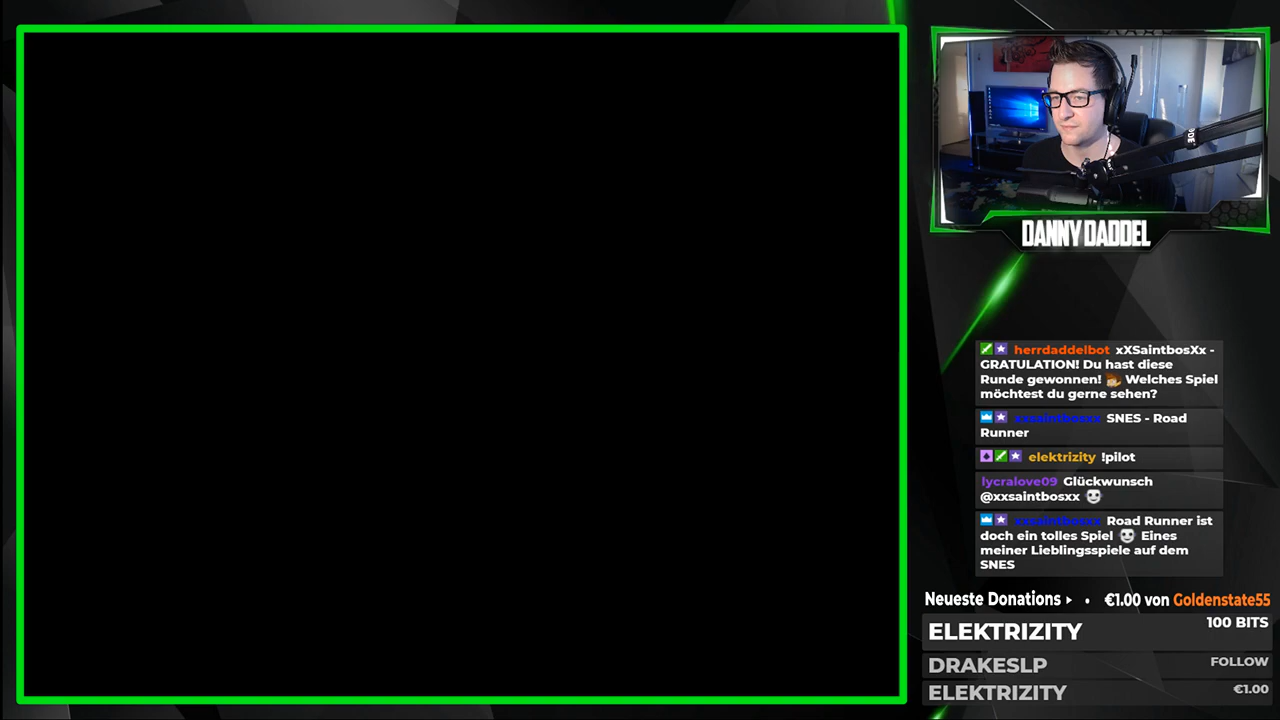 DANNY DADDEL
herrdaddelbot xXSaintbosXx -
GRATULATION! Du hast diese
Runde gewonnen! Welches Spiel
möchtest du gerne sehen?
xxsaintbosxx SNES - Road
Runner
elektrizity !pilot
lycralove09 Glückwunsch
@xxsaintbosxx
xxsaintbosxx Road Runner ist
doch ein tolles Spiel Eines
meiner Lieblingsspiele auf dem
SNES
Neueste Donations • €1.00 von Goldenstate55
ELEKTRIZITY 100 BITS
DRAKESLP FOLLOW
ELEKTRIZITY €1.00